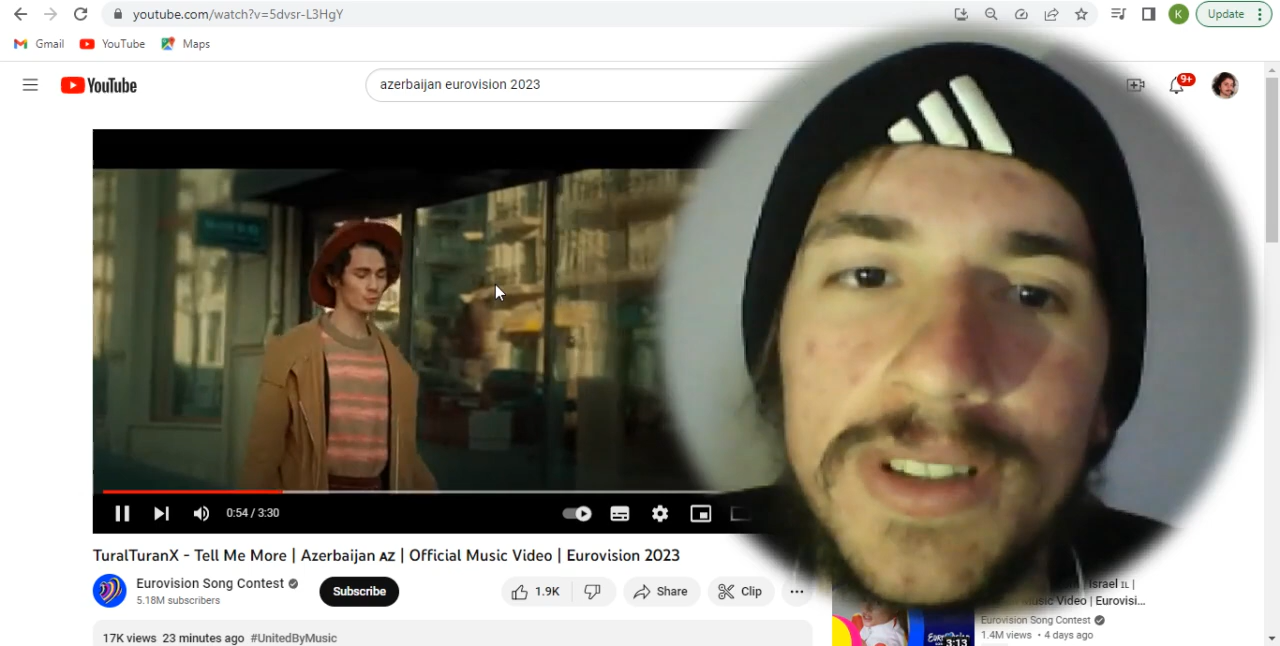 youtube.com/watch?v=5dvsr-L3HgY
K
Update
Gmail
YouTube
Maps
YouTube
azerbaijan eurovision 2023
9+
0:54 / 3:30
TuralTuranX - Tell Me More | Azerbaijan AZ | Official Music Video | Eurovision 2023
Eurovision Song Contest
5.18M subscribers
Subscribe
1.9K
Share
Clip
17K views 23 minutes ago #UnitedByMusic
Israel IL |
Music Video | Eurovisi...
Eurovision Song Contest
1.4M views • 4 days ago
3:13